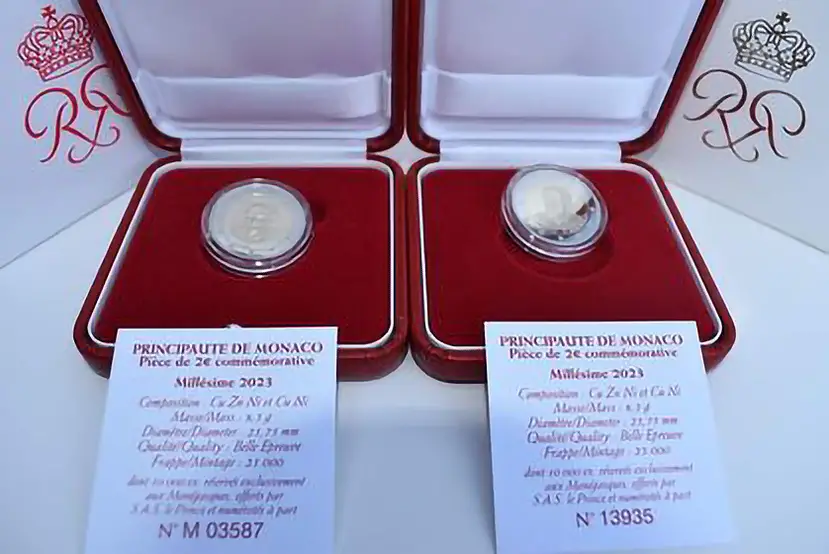 PRINCIPAUTE DE MONACO
Pièce de 2€ commémorative
Millésime 2023
Composition : Cu Zn Ni et Cu Ni
Masse/Mass : 8,5 g
Diamètre/Diameter : 25,75 mm
Qualité/Quality : Belle Epreuve
Frappe/Mintage : 25 000
dont 10 000 ex. réservés exclusivement
aux Monégasques, offerts par
S.A.S. le Prince et numérotés à part
N° M 03587
PRINCIPAUTE DE MONACO
Pièce de 2€ commémorative
Millésime 2023
Composition : Cu Zn Ni et Cu Ni
Masse/Mass : 8,5 g
Diamètre/Diameter : 25,75 mm
Qualité/Quality : Belle Epreuve
Frappe/Mintage : 25 000
dont 10 000 ex. réservés exclusivement
aux Monégasques, offerts par
S.A.S. le Prince et numérotés à part
N° 13935